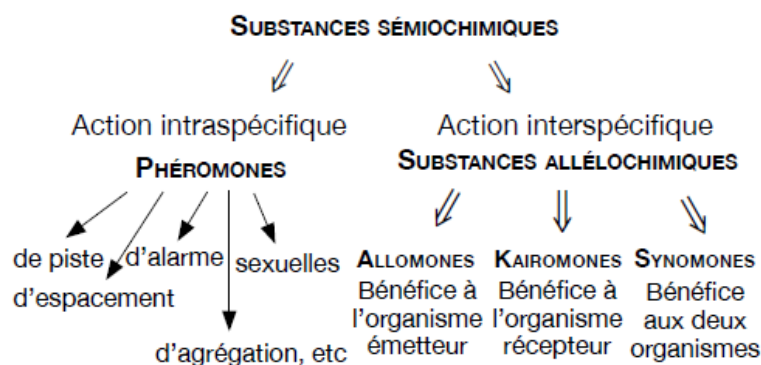 SUBSTANCES SÉMIOCHIMIQUES
Action intraspécifique
PHÉROMONES
Action interspécifique
SUBSTANCES ALLÉLOCHIMIQUES
de piste
d'alarme
sexuelles
d'espacement
d'agrégation, etc
ALLOMONES
Bénéfice à
l'organisme
émetteur
KAIROMONES
Bénéfice à
l'organisme
récepteur
SYNOMONES
Bénéfice
aux deux
organismes